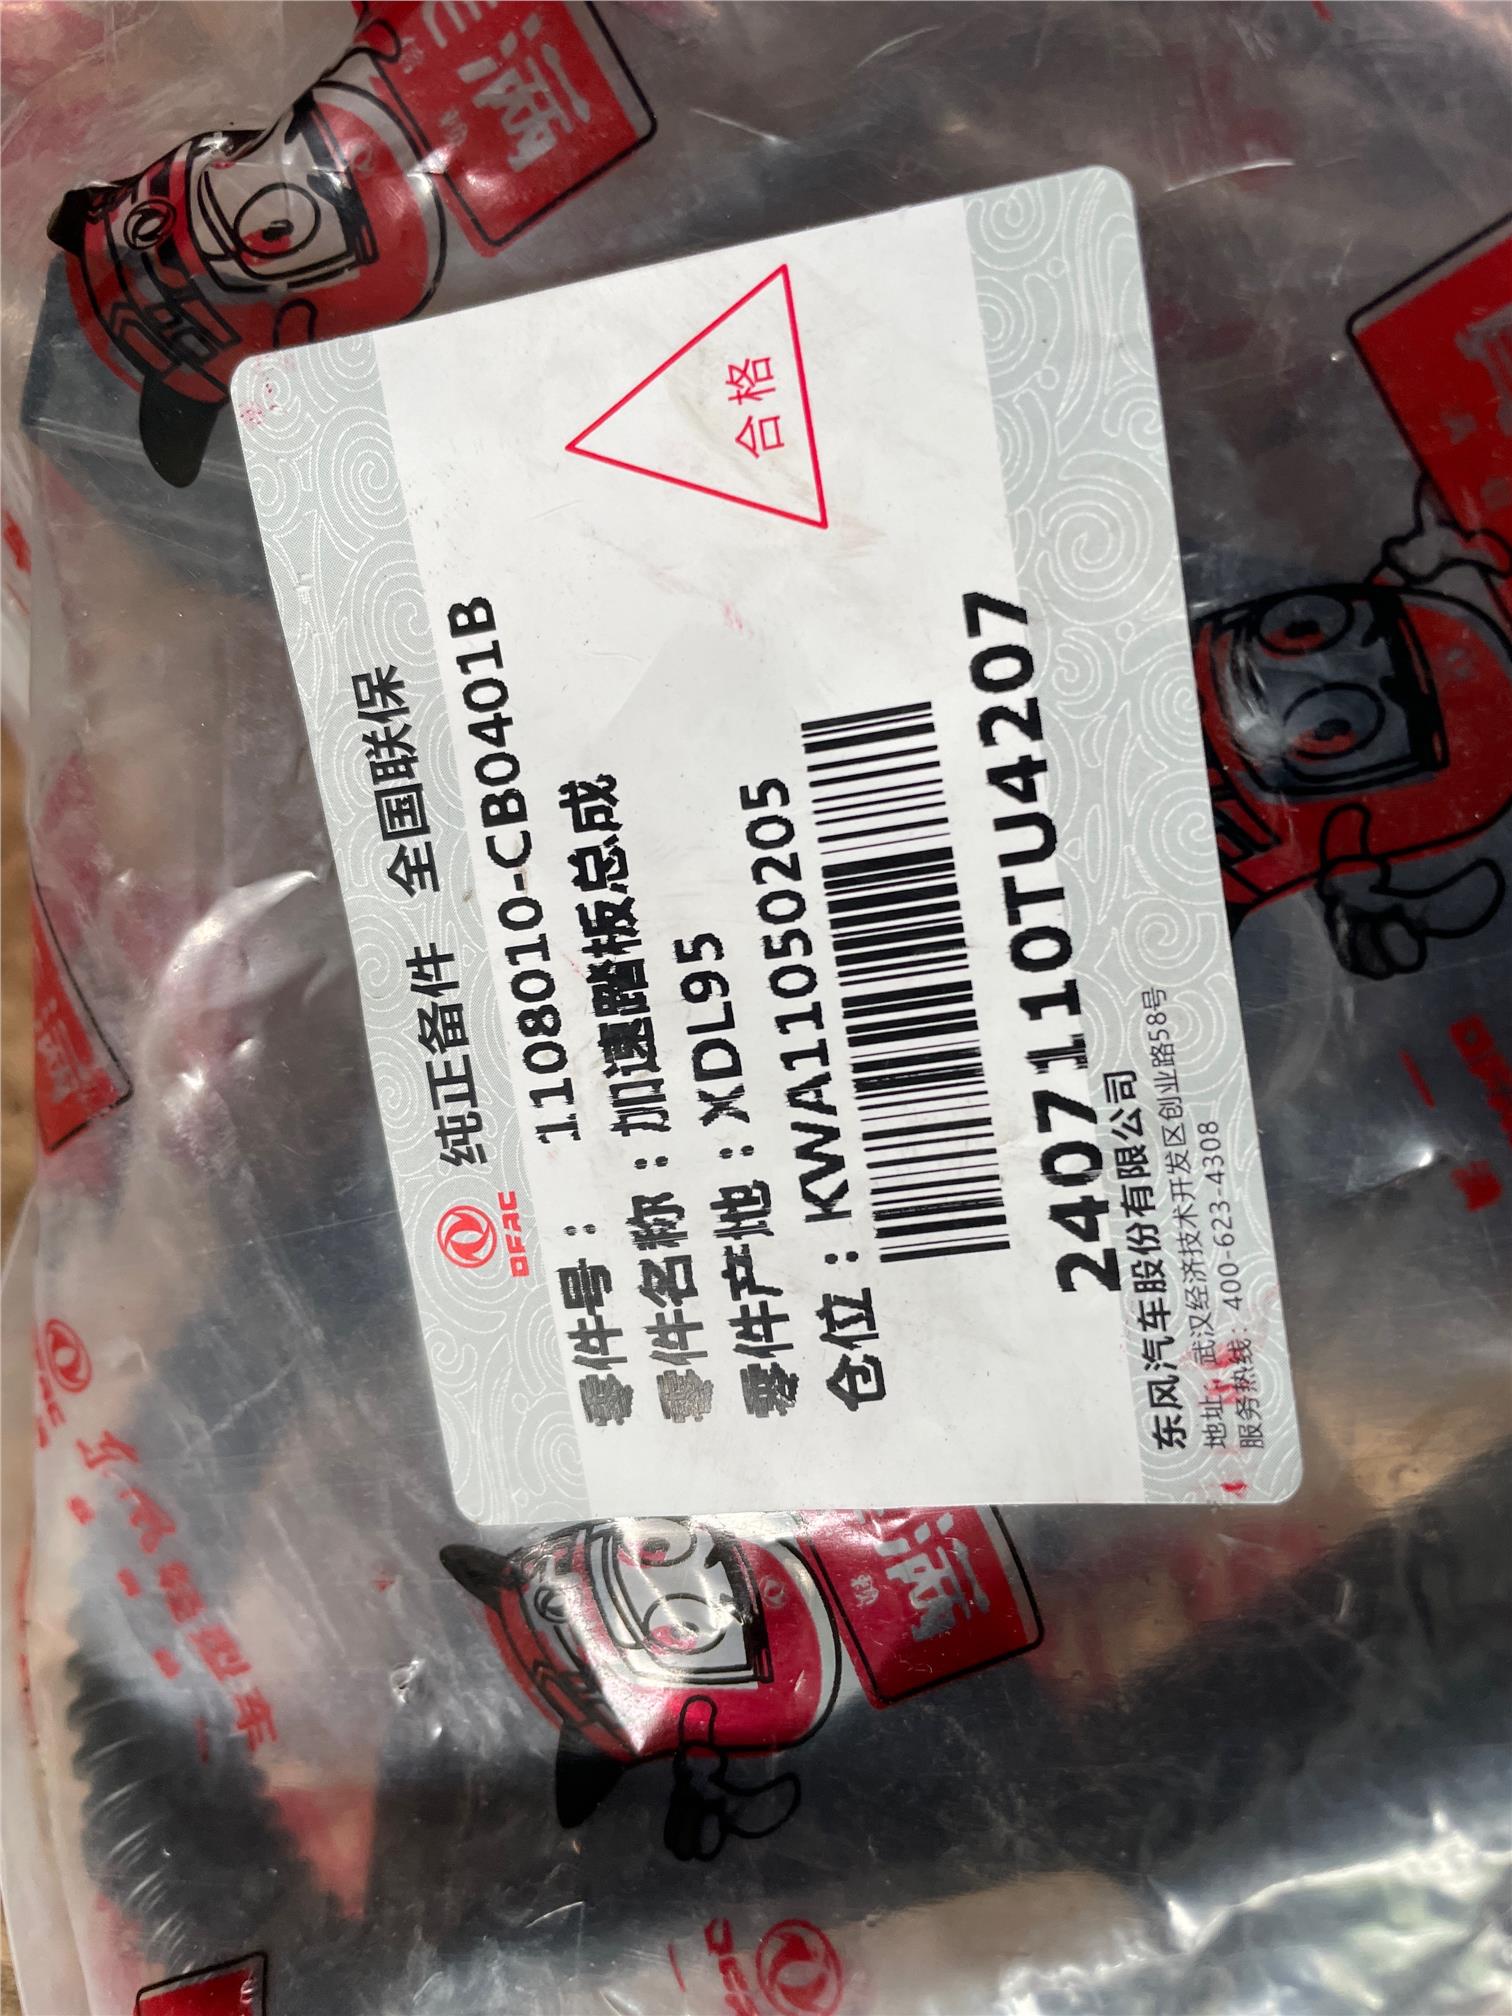 DFAC
纯正备件 全国联保
零件号： 1108010-CB0401B
零件名称：加速踏板总成
零件产地：XDL95
仓位：KWA11050205
合格
2407110TU4207
东风汽车股份有限公司
地址：武汉经济技术开发区创业路58号
服务热线：400-623-4308